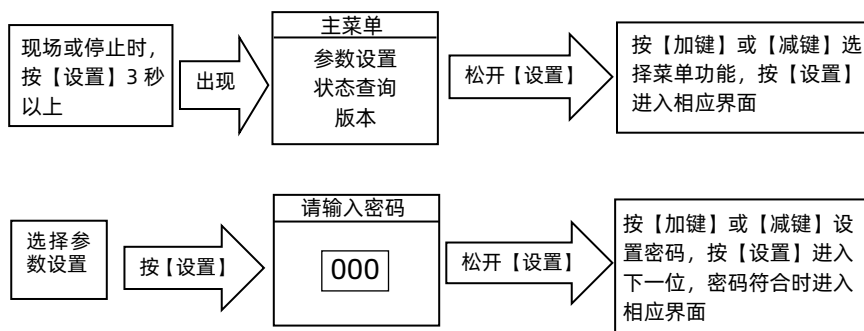 现场或停止时，
按【设置】3 秒
以上
出现
主菜单
参数设置
状态查询
版本
松开【设置】
按【加键】或【减键】选
择菜单功能，按【设置】
进入相应界面
选择参
数设置
按【设置】
请输入密码
000
松开【设置】
按【加键】或【减键】设
置密码，按【设置】进入
下一位，密码符合时进入
相应界面